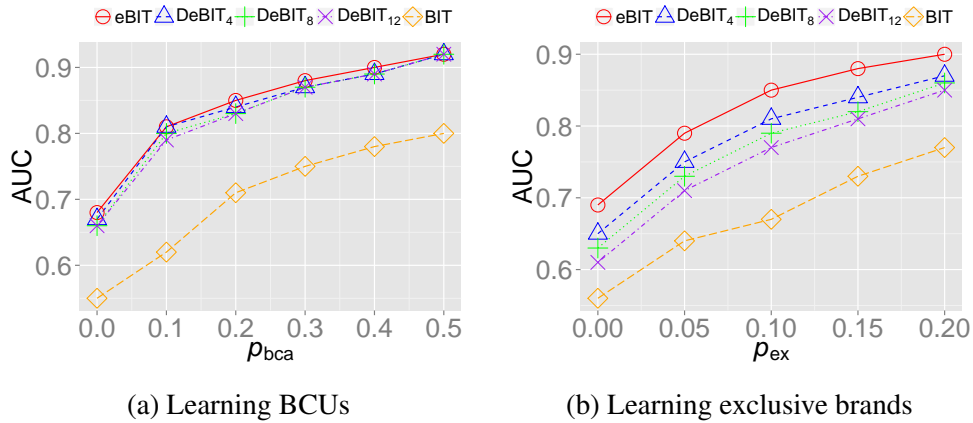 eBIT DeBIT4 DeBIT8 DeBIT12 BIT
AUC
0.9
0.8
0.7
0.6
0.0 0.1 0.2 0.3 0.4 0.5
pbca
(a) Learning BCUs
eBIT DeBIT4 DeBIT8 DeBIT12 BIT
AUC
0.9
0.8
0.7
0.6
0.00 0.05 0.10 0.15 0.20
pex
(b) Learning exclusive brands